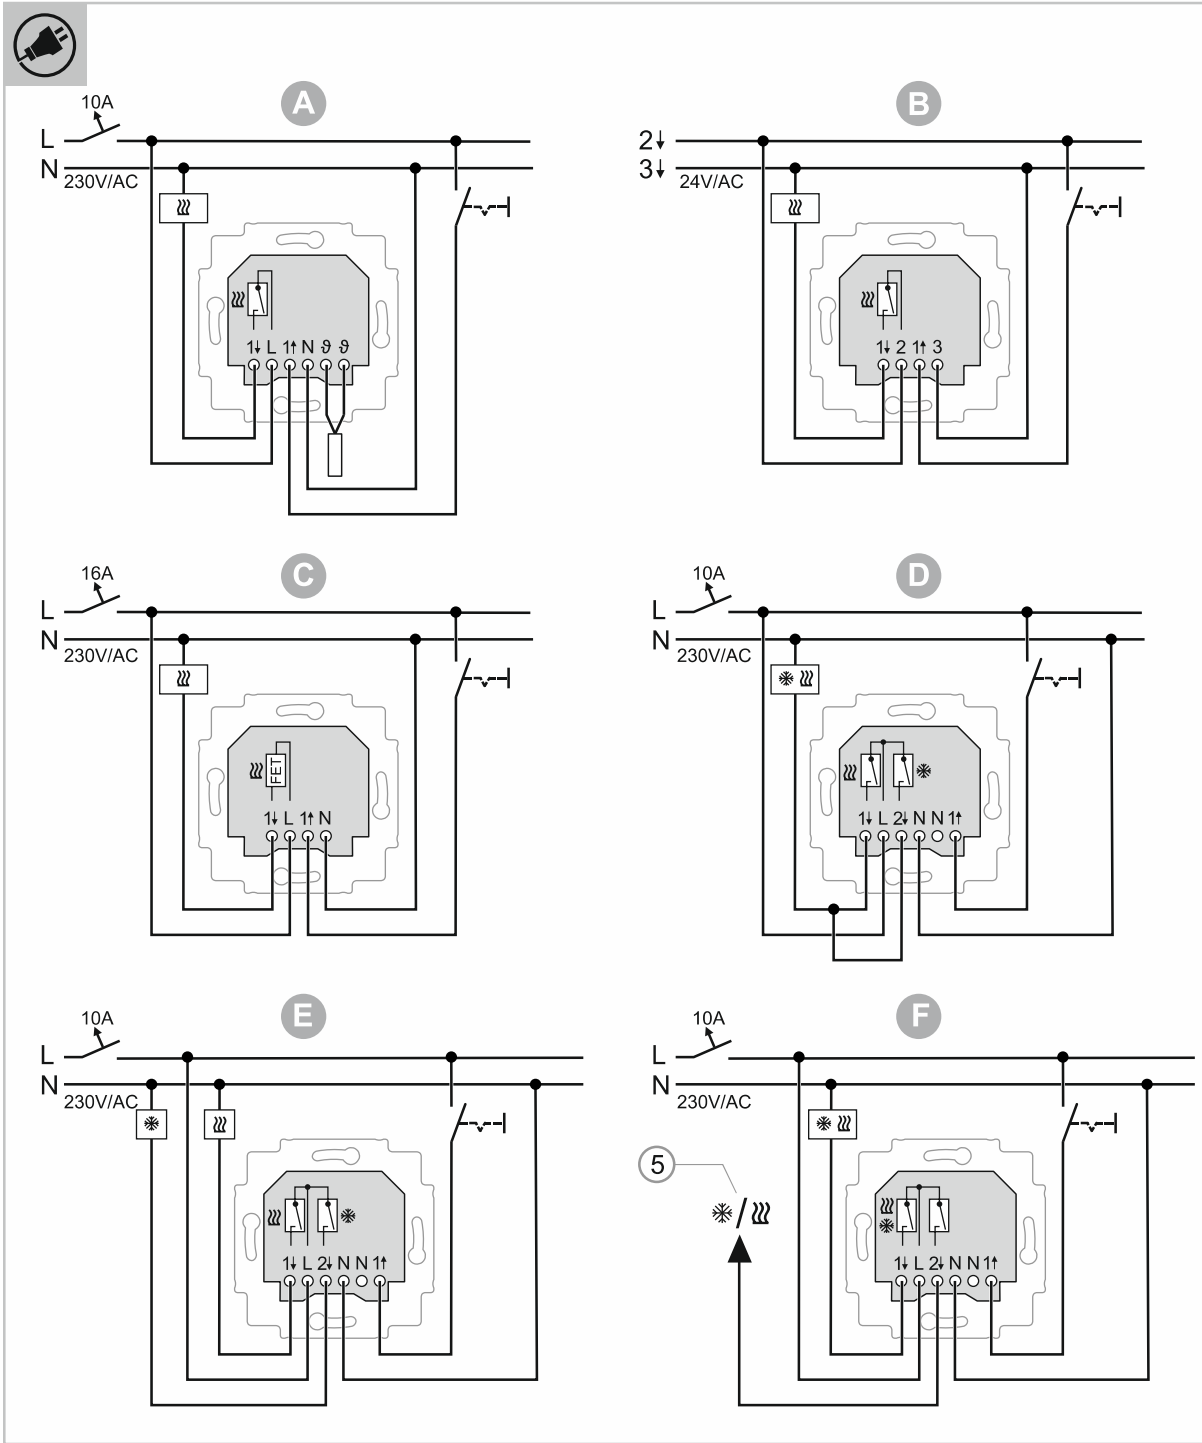 A
10A
L
N
230V/AC
1↓ L 1↑ N ϑ ϑ
B
2↓
3↓
24V/AC
1↓ 2 1↑ 3
C
16A
L
N
230V/AC
FET
1↓ L 1↑ N
D
10A
L
N
230V/AC
1↓ L 2↓ N N 1↑
E
10A
L
N
230V/AC
1↓ L 2↓ N N 1↑
F
10A
L
N
230V/AC
5
/
1↓ L 2↓ N N 1↑